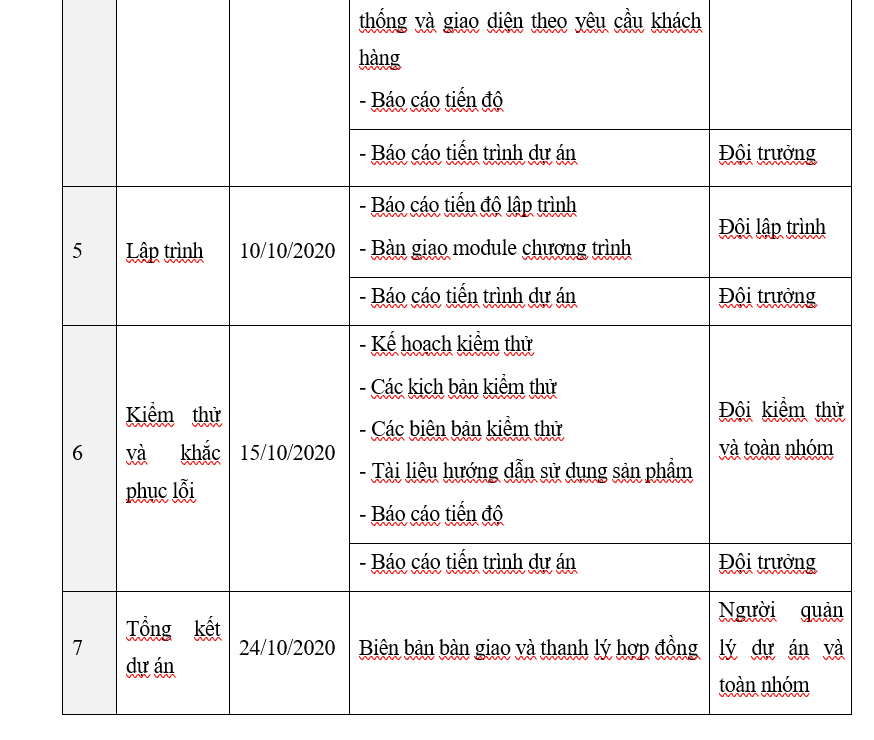 thống và giao diện theo yêu cầu khách
hàng
- Báo cáo tiến độ
- Báo cáo tiến trình dự án
Đội trưởng
5
Lập trình
10/10/2020
- Báo cáo tiến độ lập trình
- Bàn giao module chương trình
Đội lập trình
- Báo cáo tiến trình dự án
Đội trưởng
6
Kiểm thử
và khắc
phục lỗi
15/10/2020
- Kế hoạch kiểm thử
- Các kịch bản kiểm thử
- Các biên bản kiểm thử
- Tài liệu hướng dẫn sử dụng sản phẩm
- Báo cáo tiến độ
Đội kiểm thử
và toàn nhóm
- Báo cáo tiến trình dự án
Đội trưởng
7
Tổng kết
dự án
24/10/2020
Biên bản bàn giao và thanh lý hợp đồng
Người quản
lý dự án và
toàn nhóm